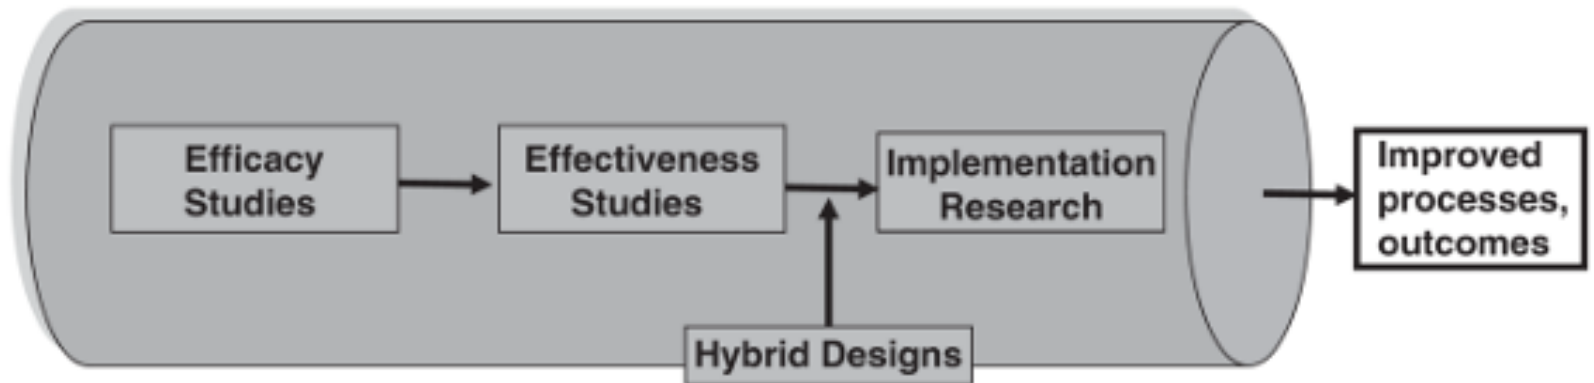 Efficacy
Studies
Effectiveness
Studies
Implementation
Research
Improved
processes,
outcomes
Hybrid Designs